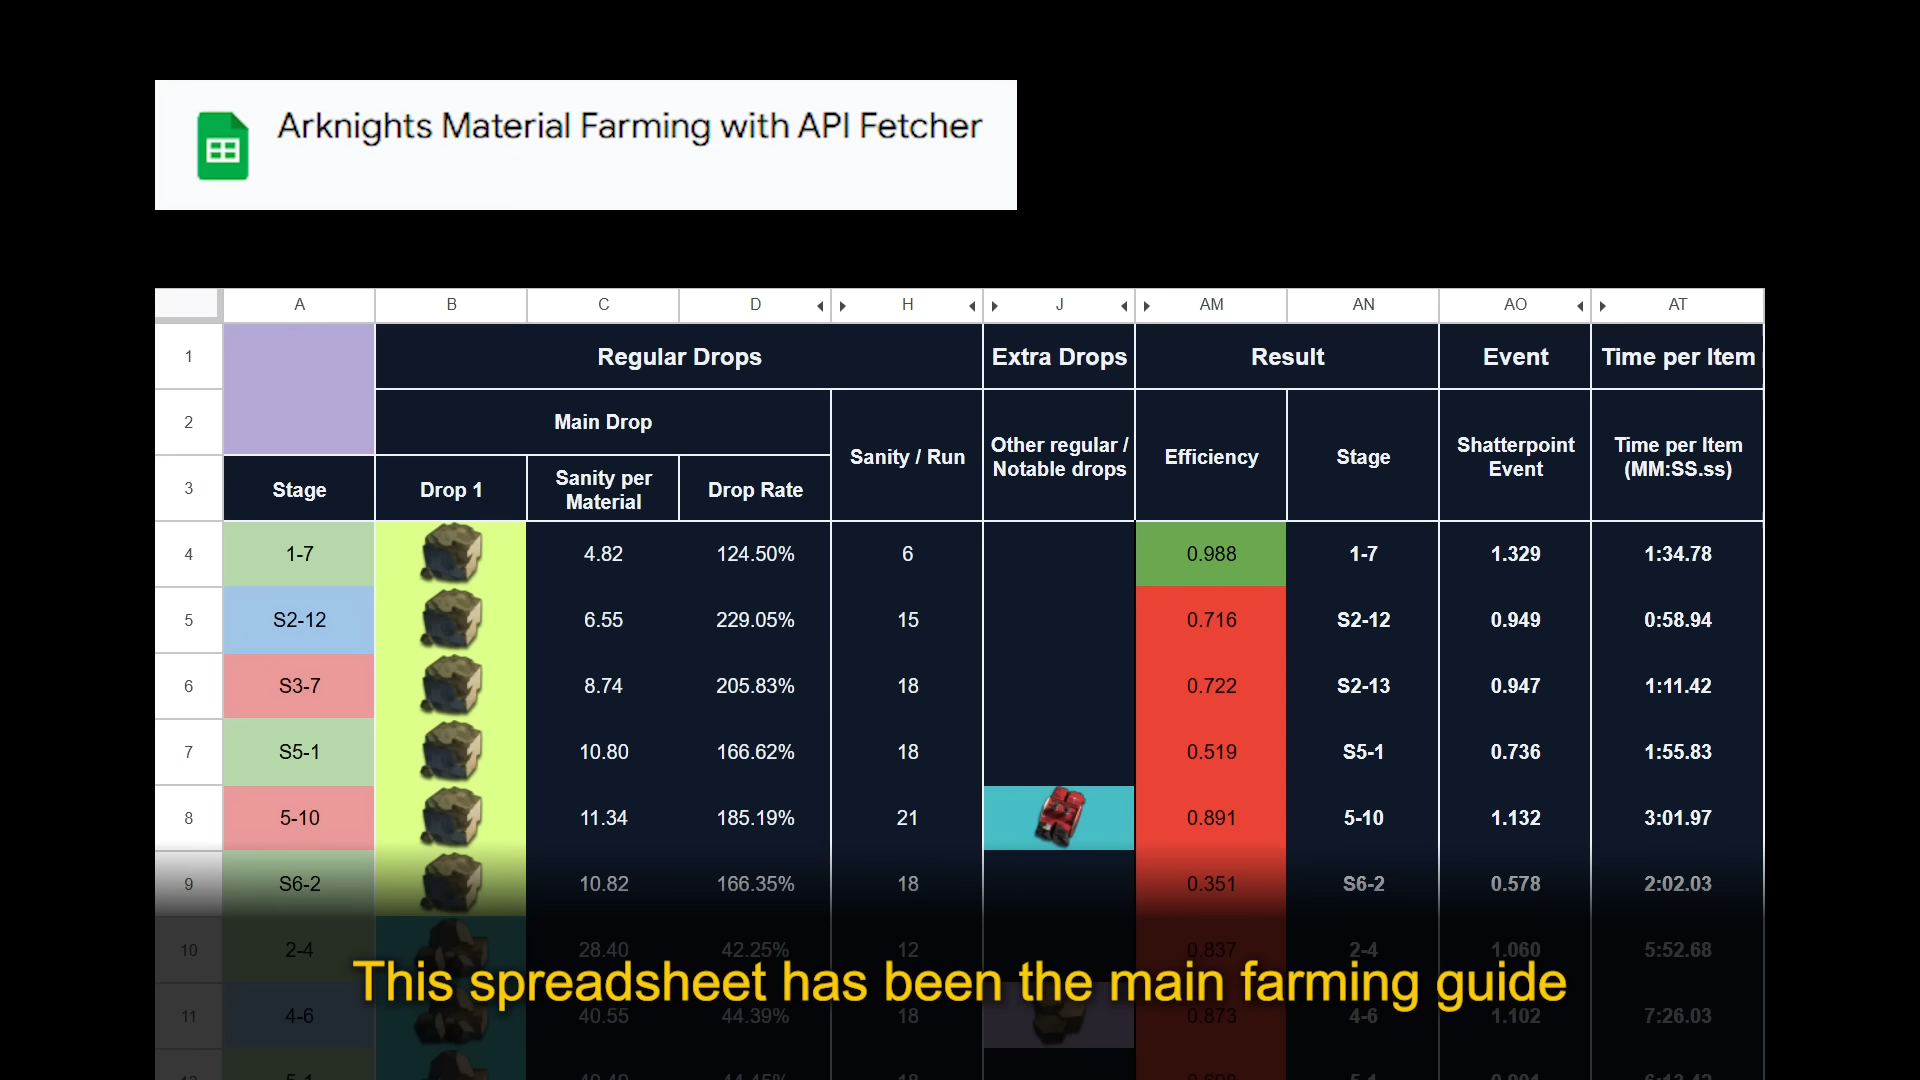 Arknights Material Farming with API Fetcher
A B C D H J AM AN AO AT
1 Regular Drops Extra Drops Result Event Time per Item
2 Main Drop Sanity / Run Other regular / Notable drops Efficiency Stage Shatterpoint Event Time per Item (MM:SS.ss)
3 Stage Drop 1 Sanity per Material Drop Rate
4 1-7 4.82 124.50% 6 0.988 1-7 1.329 1:34.78
5 S2-12 6.55 229.05% 15 0.716 S2-12 0.949 0:58.94
6 S3-7 8.74 205.83% 18 0.722 S2-13 0.947 1:11.42
7 S5-1 10.80 166.62% 18 0.519 S5-1 0.736 1:55.83
8 5-10 11.34 185.19% 21 0.891 5-10 1.132 3:01.97
9 S6-2 10.82 166.35% 18 0.351 S6-2 0.578 2:02.03
10 2-4 28.40 42.25% 12 0.837 2-4 1.060 5:52.68
This spreadsheet has been the main farming guide
11 4-6 40.55 44.39% 18 0.873 4-6 1.102 7:26.03